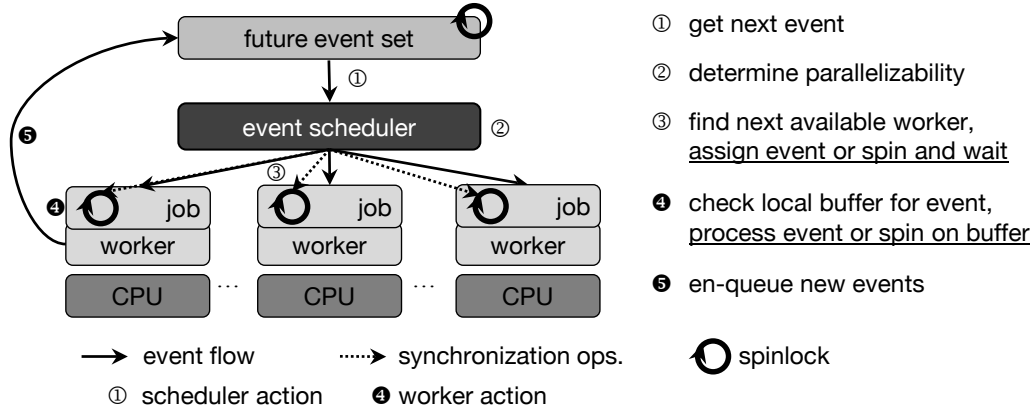 future event set
①
event scheduler
②
③
❺
❹
job
job
job
worker
worker
worker
CPU
...
CPU
...
CPU
① get next event
② determine parallelizability
③ find next available worker,
assign event or spin and wait
❹ check local buffer for event,
process event or spin on buffer
❺ en-queue new events
event flow
synchronization ops.
spinlock
① scheduler action
❹ worker action